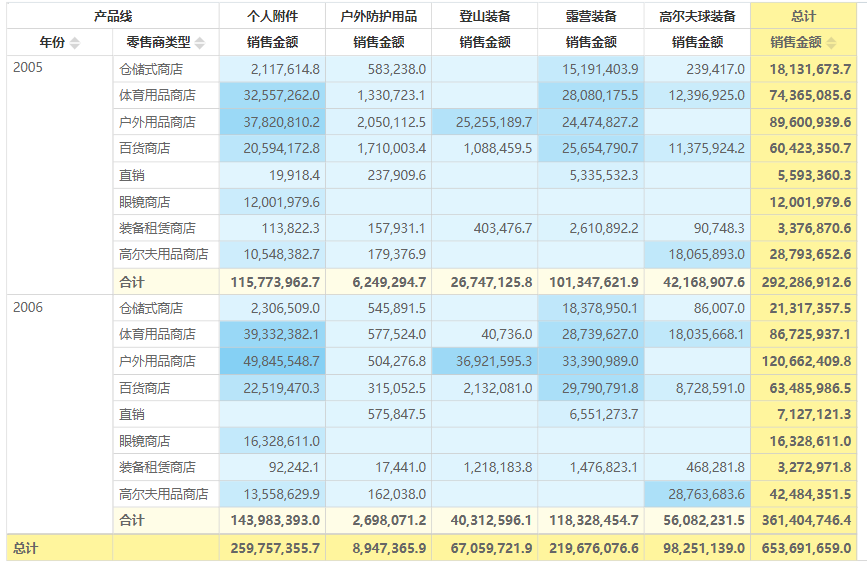 产品线 个人附件 户外防护用品 登山装备 露营装备 高尔夫球装备 总计
年份 零售商类型 销售金额 销售金额 销售金额 销售金额 销售金额 销售金额
2005 仓储式商店 2,117,614.8 583,238.0 15,191,403.9 239,417.0 18,131,673.7
体育用品商店 32,557,262.0 1,330,723.1 28,080,175.5 12,396,925.0 74,365,085.6
户外用品商店 37,820,810.2 2,050,112.5 25,255,189.7 24,474,827.2 89,600,939.6
百货商店 20,594,172.8 1,710,003.4 1,088,459.5 25,654,790.7 11,375,924.2 60,423,350.7
直销 19,918.4 237,909.6 5,335,532.3 5,593,360.3
眼镜商店 12,001,979.6 12,001,979.6
装备租赁商店 113,822.3 157,931.1 403,476.7 2,610,892.2 90,748.3 3,376,870.6
高尔夫用品商店 10,548,382.7 179,376.9 18,065,893.0 28,793,652.6
合计 115,773,962.7 6,249,294.7 26,747,125.8 101,347,621.9 42,168,907.6 292,286,912.6
2006 仓储式商店 2,306,509.0 545,891.5 18,378,950.1 86,007.0 21,317,357.5
体育用品商店 39,332,382.1 577,524.0 40,736.0 28,739,627.0 18,035,668.1 86,725,937.1
户外用品商店 49,845,548.7 504,276.8 36,921,595.3 33,390,989.0 120,662,409.8
百货商店 22,519,470.3 315,052.5 2,132,081.0 29,790,791.8 8,728,591.0 63,485,986.5
直销 575,847.5 6,551,273.7 7,127,121.3
眼镜商店 16,328,611.0 16,328,611.0
装备租赁商店 92,242.1 17,441.0 1,218,183.8 1,476,823.1 468,281.8 3,272,971.8
高尔夫用品商店 13,558,629.9 162,038.0 28,763,683.6 42,484,351.5
合计 143,983,393.0 2,698,071.2 40,312,596.1 118,328,454.7 56,082,231.5 361,404,746.4
总计 259,757,355.7 8,947,365.9 67,059,721.9 219,676,076.6 98,251,139.0 653,691,659.0